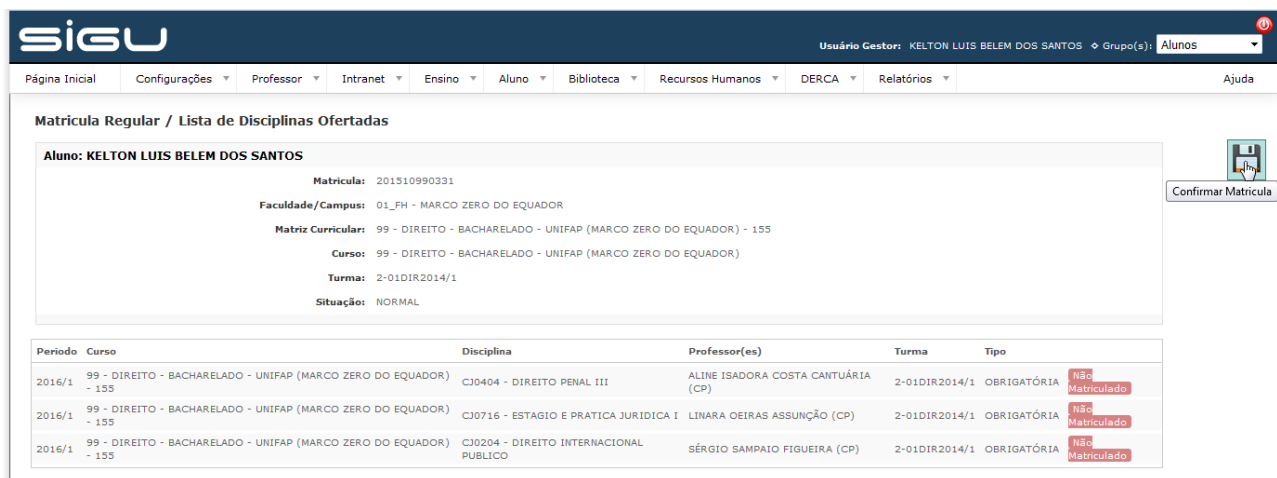 SIGU
Usuário Gestor: KELTON LUIS BELEM DOS SANTOS ⋄ Grupo(s): Alunos
Página Inicial Configurações Professor Intranet Ensino Aluno Biblioteca Recursos Humanos DERCA Relatórios Ajuda
Matricula Regular / Lista de Disciplinas Ofertadas
Aluno: KELTON LUIS BELEM DOS SANTOS
Matricula: 201510990331
Confirmar Matricula
Faculdade/Campus: 01_FH - MARCO ZERO DO EQUADOR
Matriz Curricular: 99 - DIREITO - BACHARELADO - UNIFAP (MARCO ZERO DO EQUADOR) - 155
Curso: 99 - DIREITO - BACHARELADO - UNIFAP (MARCO ZERO DO EQUADOR)
Turma: 2-01DIR2014/1
Situação: NORMAL
Periodo Curso Disciplina Professor(es) Turma Tipo
2016/1 99 - DIREITO - BACHARELADO - UNIFAP (MARCO ZERO DO EQUADOR) - 155 CJ0404 - DIREITO PENAL III ALINE ISADORA COSTA CANTUÁRIA (CP) 2-01DIR2014/1 OBRIGATÓRIA Não Matriculado
2016/1 99 - DIREITO - BACHARELADO - UNIFAP (MARCO ZERO DO EQUADOR) - 155 CJ0716 - ESTAGIO E PRATICA JURIDICA I LINARA OEIRAS ASSUNÇÃO (CP) 2-01DIR2014/1 OBRIGATÓRIA Não Matriculado
2016/1 99 - DIREITO - BACHARELADO - UNIFAP (MARCO ZERO DO EQUADOR) - 155 CJ0204 - DIREITO INTERNACIONAL PUBLICO SÉRGIO SAMPAIO FIGUEIRA (CP) 2-01DIR2014/1 OBRIGATÓRIA Não Matriculado